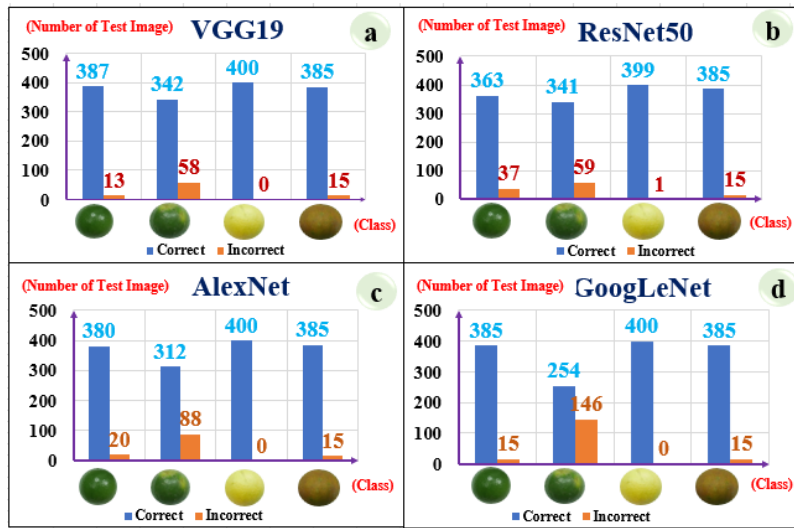 (Number of Test Image) VGG19 a
500
400
300
200
100
0
387 342 400 385
13 58 0 15
(Class)
Correct Incorrect
(Number of Test Image) ResNet50 b
500
400
300
200
100
0
363 341 399 385
37 59 1 15
(Class)
Correct Incorrect
(Number of Test Image) AlexNet c
500
400
300
200
100
0
380 312 400 385
20 88 0 15
(Class)
Correct Incorrect
(Number of Test Image) GoogLeNet d
500
400
300
200
100
0
385 254 400 385
15 146 0 15
(Class)
Correct Incorrect